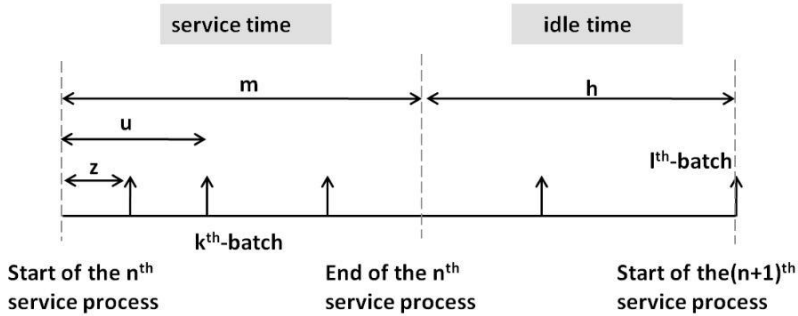 service time
idle time
m
h
u
z
lth-batch
kth-batch
Start of the nth
service process
End of the nth
service process
Start of the(n+1)th
service process